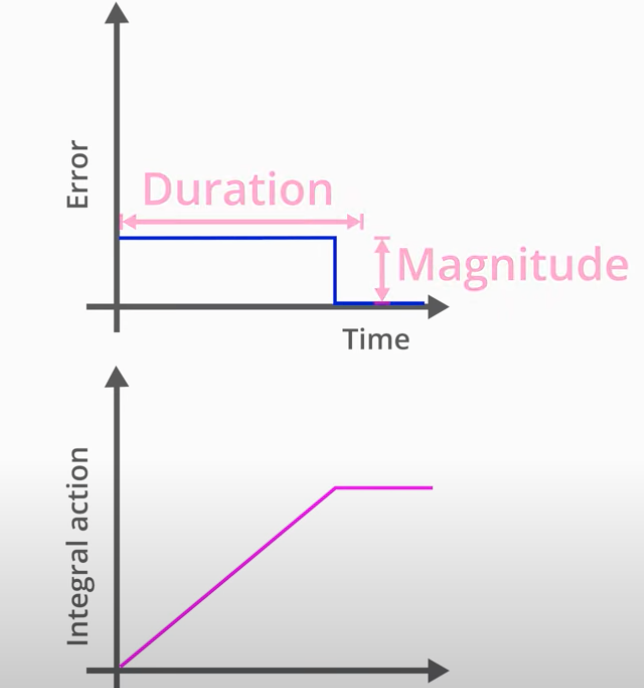 Error
Duration
Magnitude
Time
Integral action